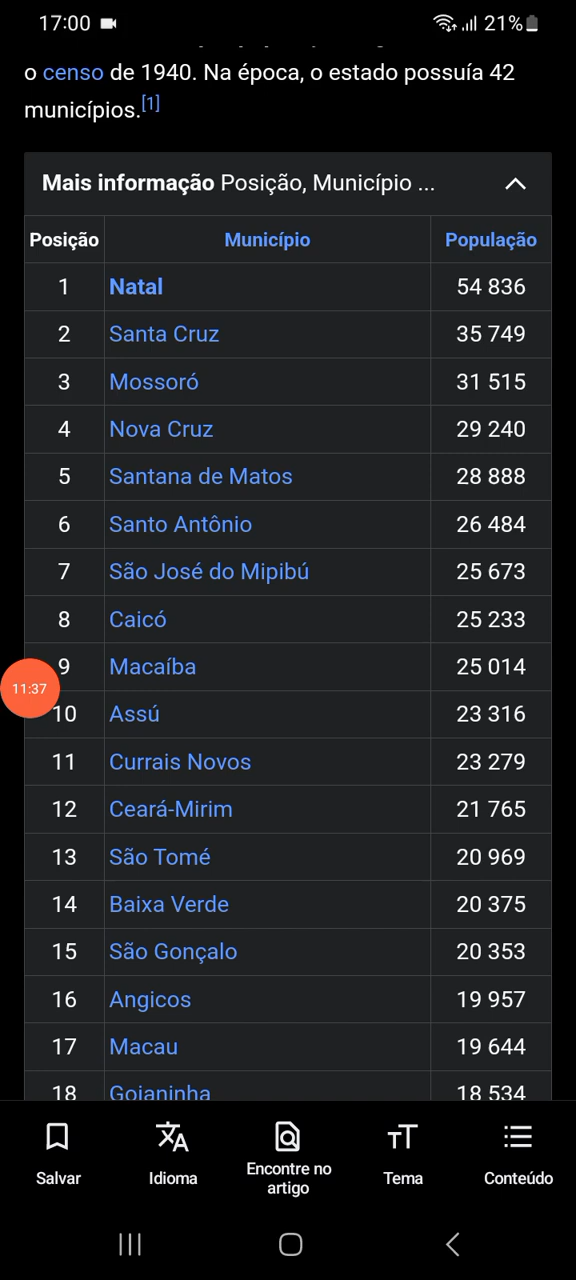 17:00 21%
o censo de 1940. Na época, o estado possuía 42
municípios.[1]
Mais informação Posição, Município ...
Posição Município População
1 Natal 54 836
2 Santa Cruz 35 749
3 Mossoró 31 515
4 Nova Cruz 29 240
5 Santana de Matos 28 888
6 Santo Antônio 26 484
7 São José do Mipibú 25 673
8 Caicó 25 233
9 Macaíba 25 014
11:37
10 Assú 23 316
11 Currais Novos 23 279
12 Ceará-Mirim 21 765
13 São Tomé 20 969
14 Baixa Verde 20 375
15 São Gonçalo 20 353
16 Angicos 19 957
17 Macau 19 644
18 Goianinha 18 534
Salvar Idioma Encontre no artigo Tema Conteúdo